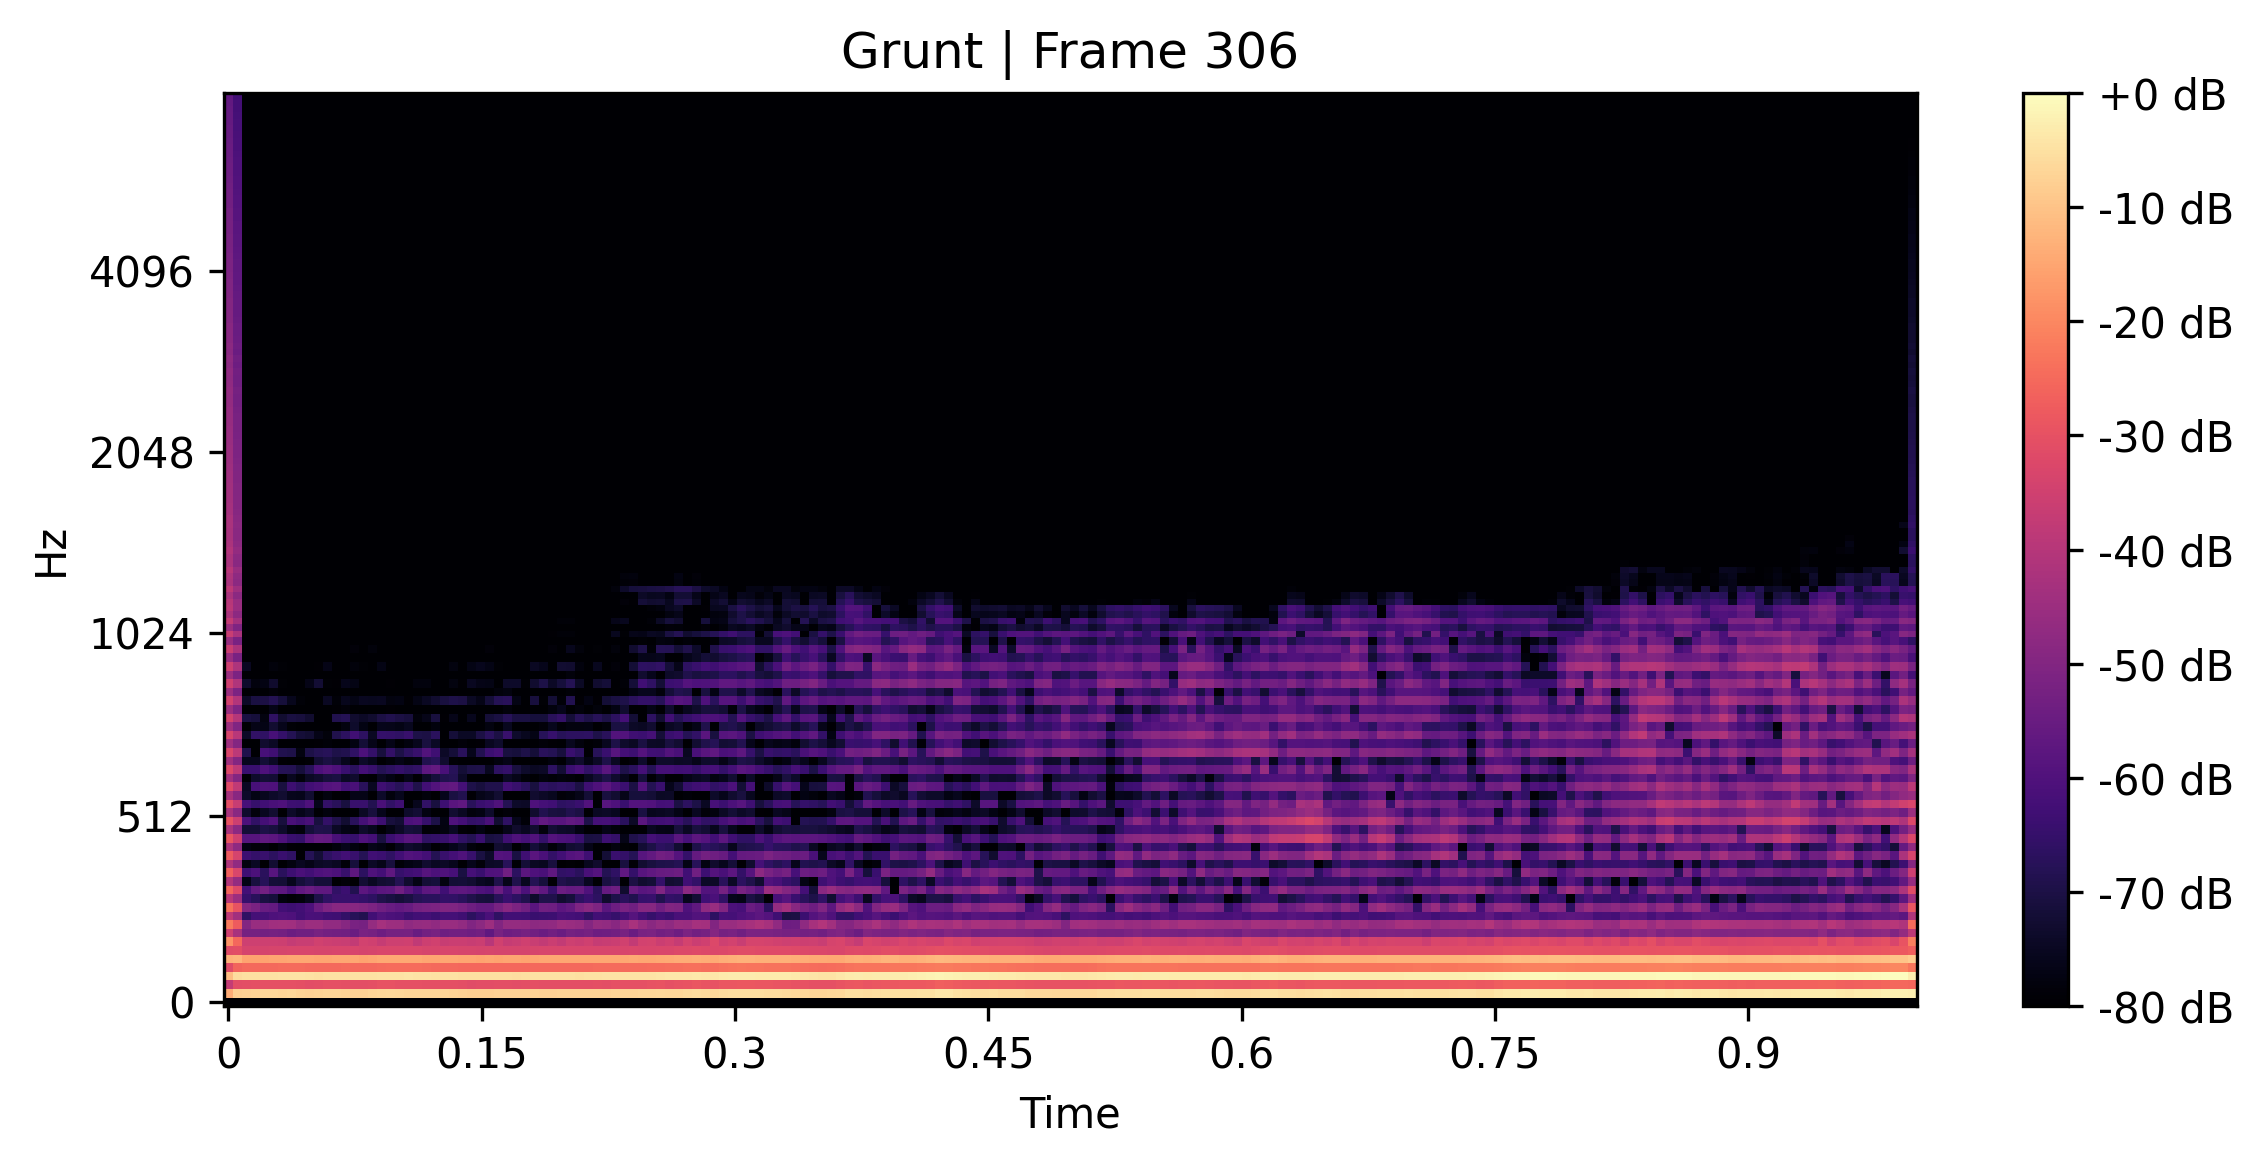 Grunt | Frame 306
Hz
4096
2048
1024
512
0
0 0.15 0.3 0.45 0.6 0.75 0.9
Time
+0 dB
-10 dB
-20 dB
-30 dB
-40 dB
-50 dB
-60 dB
-70 dB
-80 dB